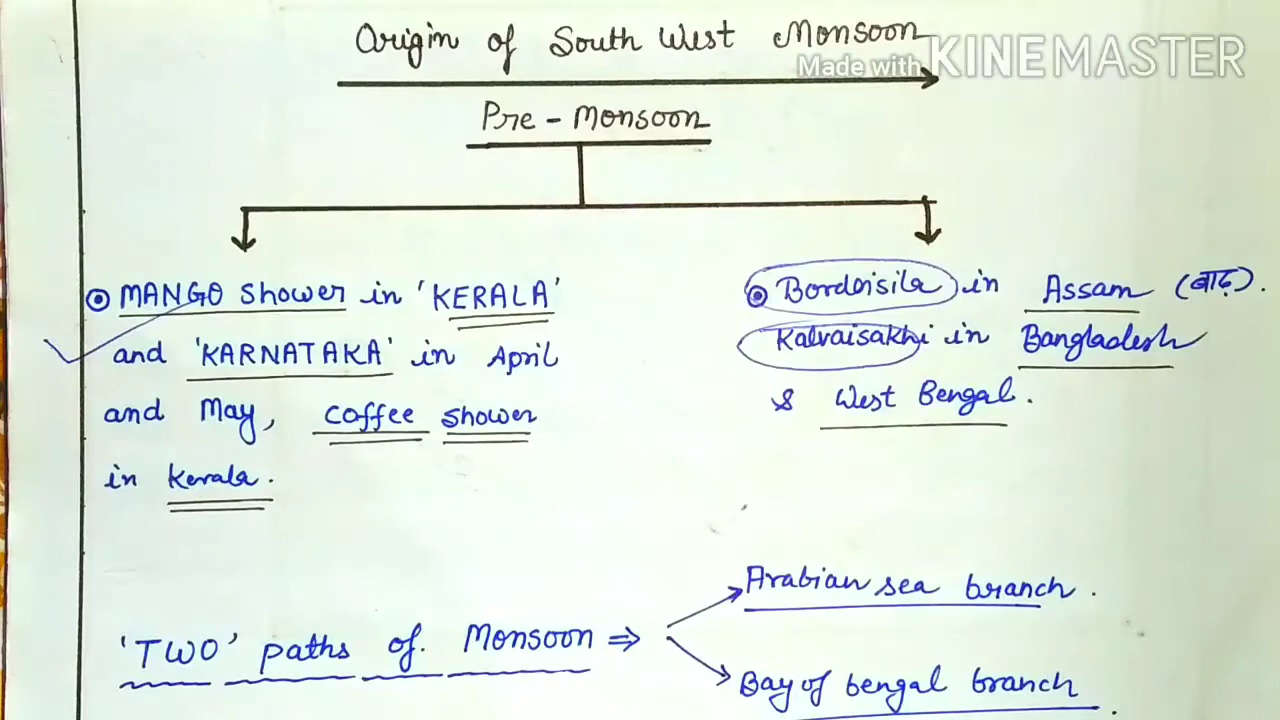 Origin of South West Monsoon
Made with KINEMASTER
Pre - Monsoon
MANGO shower in 'KERALA'
and 'KARNATAKA' in April
and May, coffee shower
in Kerala.
Bordoisila in Assam (बाढ़).
Kalvaisakhi in Bangladesh
& West Bengal.
'TWO' paths of. Monsoon ⇒
Arabian sea branch.
Bay of bengal branch.